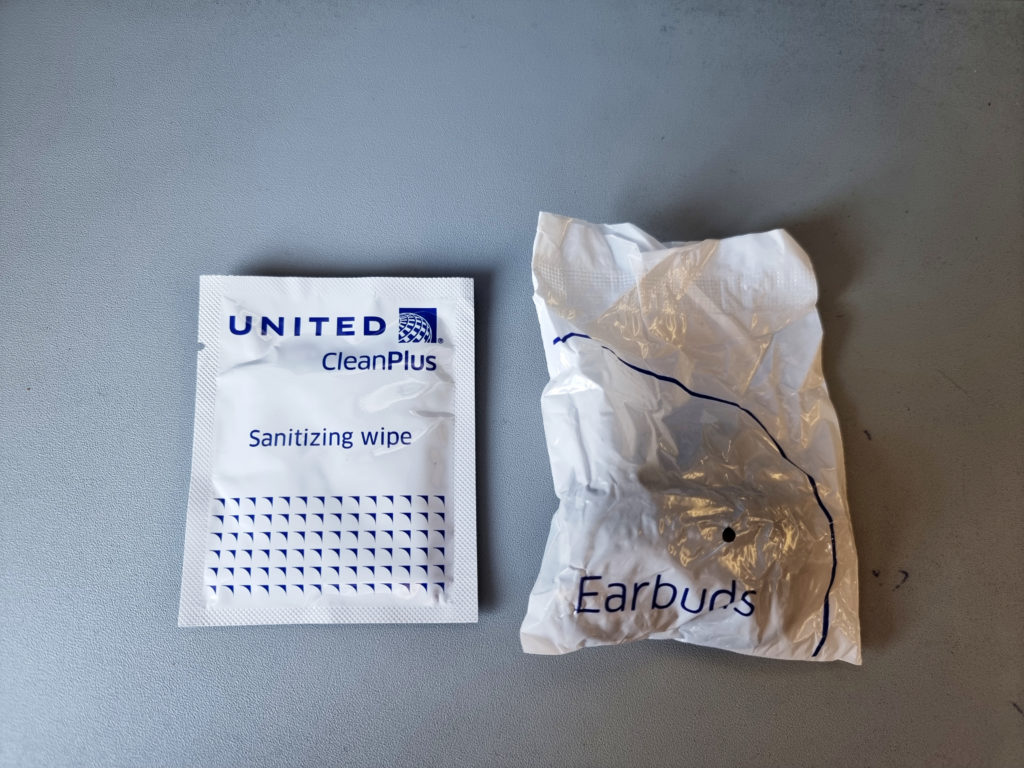 UNITED
CleanPlus
Sanitizing wipe
Earbuds